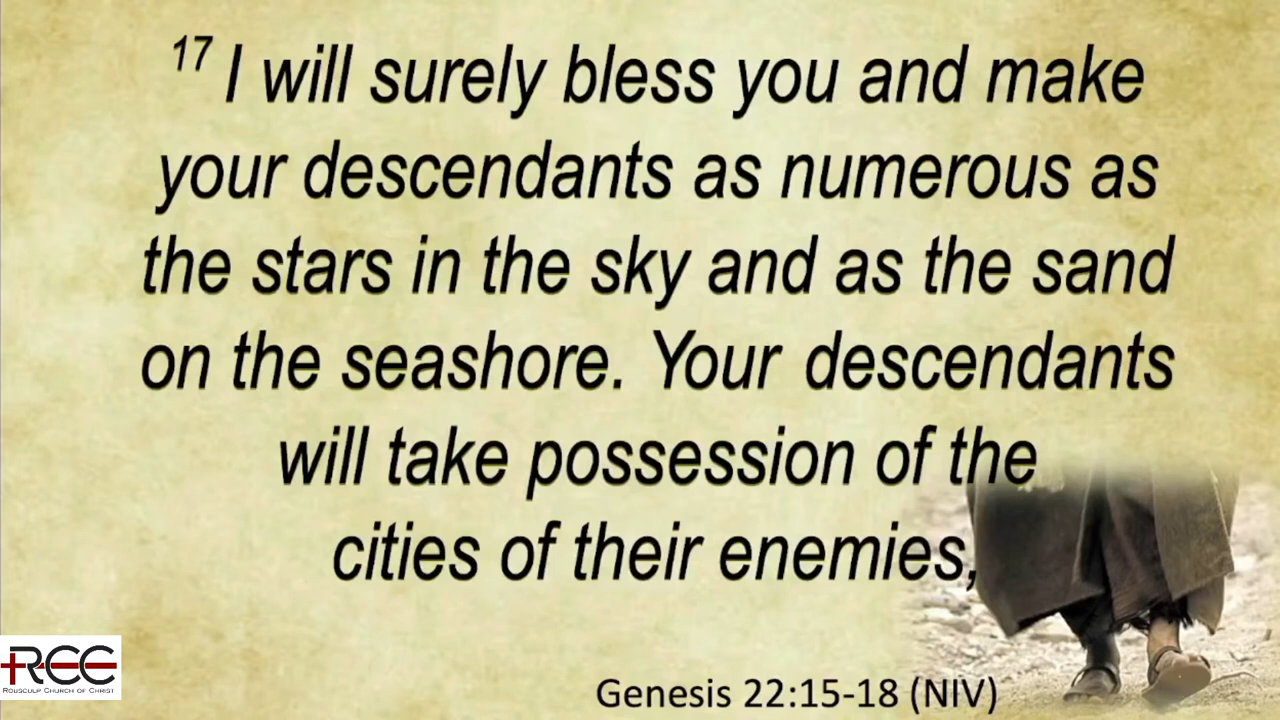 17 I will surely bless you and make
your descendants as numerous as
the stars in the sky and as the sand
on the seashore. Your descendants
will take possession of the
cities of their enemies,
RCC
Rousculp Church of Christ
Genesis 22:15-18 (NIV)